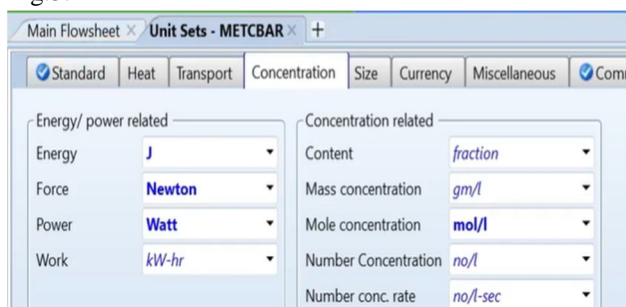 Main Flowsheet × Unit Sets - METCBAR × +
Standard Heat Transport Concentration Size Currency Miscellaneous
Energy/ power related
Energy J
Force Newton
Power Watt
Work kW-hr
Concentration related
Content fraction
Mass concentration gm/l
Mole concentration mol/l
Number Concentration no/l
Number conc. rate no/l-sec